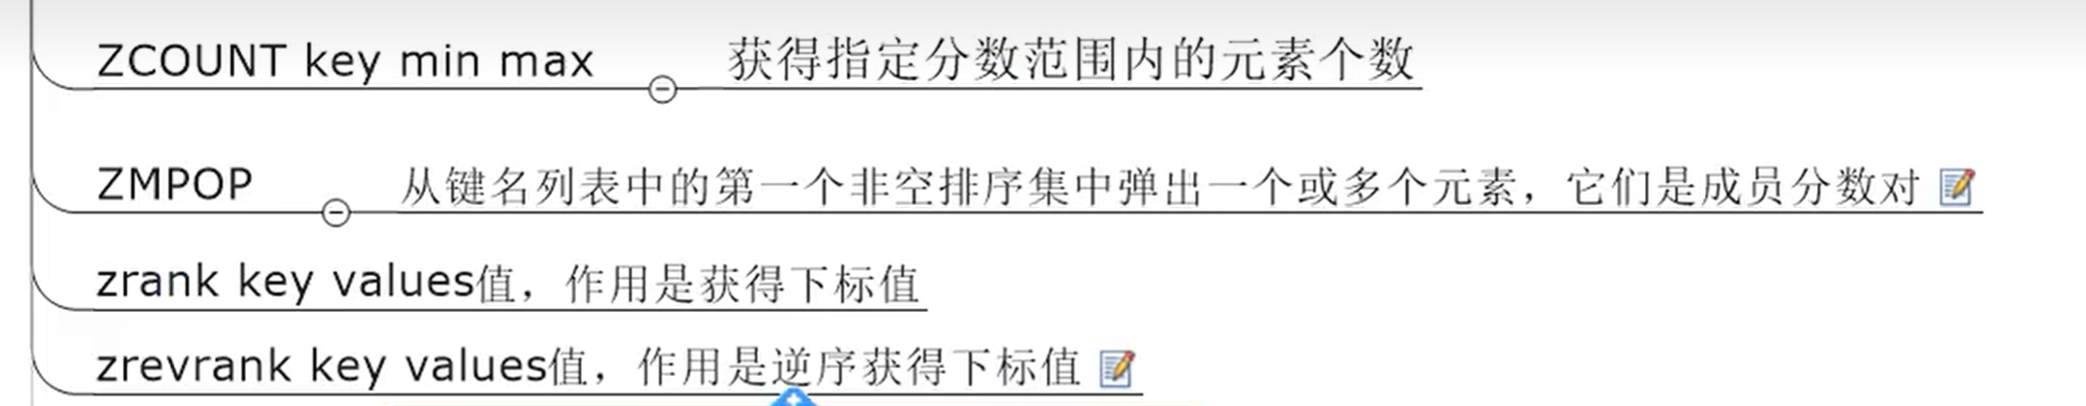 ZCOUNT key min max 获得指定分数范围内的元素个数
ZMPOP 从键名列表中的第一个非空排序集中弹出一个或多个元素，它们是成员分数对
zrank key values值，作用是获得下标值
zrevrank key values值，作用是逆序获得下标值